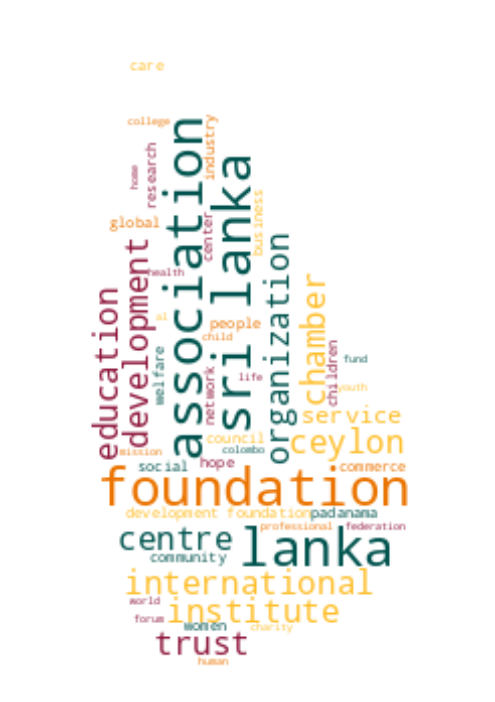 care
college
association
industry
research
home
sri lanka
business
global
center
organization
development
health
chamber
education
al
people
child
welfare
children
fund
network
life
youth
service
council
ceylon
colombo
mission
social
hope
commerce
foundation
development foundation
padanama
professional
federation
centre
lanka
community
international
world
institute
forum
women
charity
trust
human